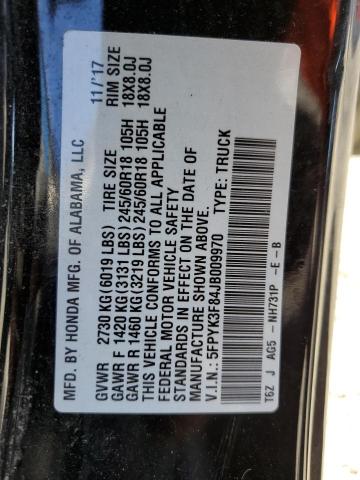 MFD. BY HONDA MFG. OF ALABAMA, LLC 11/'17
GVWR 2730 KG (6019 LBS) TIRE SIZE RIM SIZE
GAWR F 1420 KG (3131 LBS) 245/60R18 105H 18X8.0J
GAWR R 1460 KG (3219 LBS) 245/60R18 105H 18X8.0J
THIS VEHICLE CONFORMS TO ALL APPLICABLE
FEDERAL MOTOR VEHICLE SAFETY
STANDARDS IN EFFECT ON THE DATE OF
MANUFACTURE SHOWN ABOVE.
V.I.N.: 5FPYK3F84JB009970 TYPE: TRUCK
T6Z J AG5- NH731P -E -B